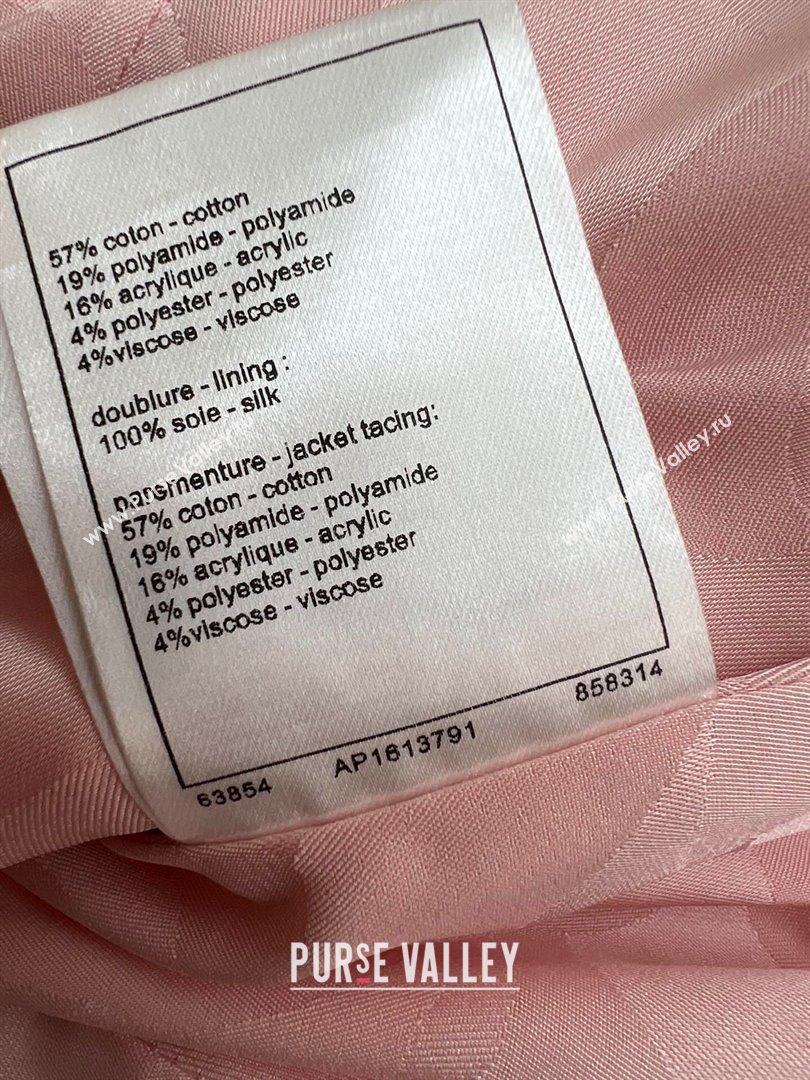 57% coton - cotton
19% polyamide - polyamide
16% acrylique - acrylic
4% polyester - polyester
4%viscose - viscose
doublure - lining :
100% soie - silk
parsmenture - jacket tacing:
57% coton - cotton
19% polyamide - polyamide
16% acrylique - acrylic
4% polyester - polyester
4%viscose - viscose
63854 AP1613791 858314
PURSE VALLEY